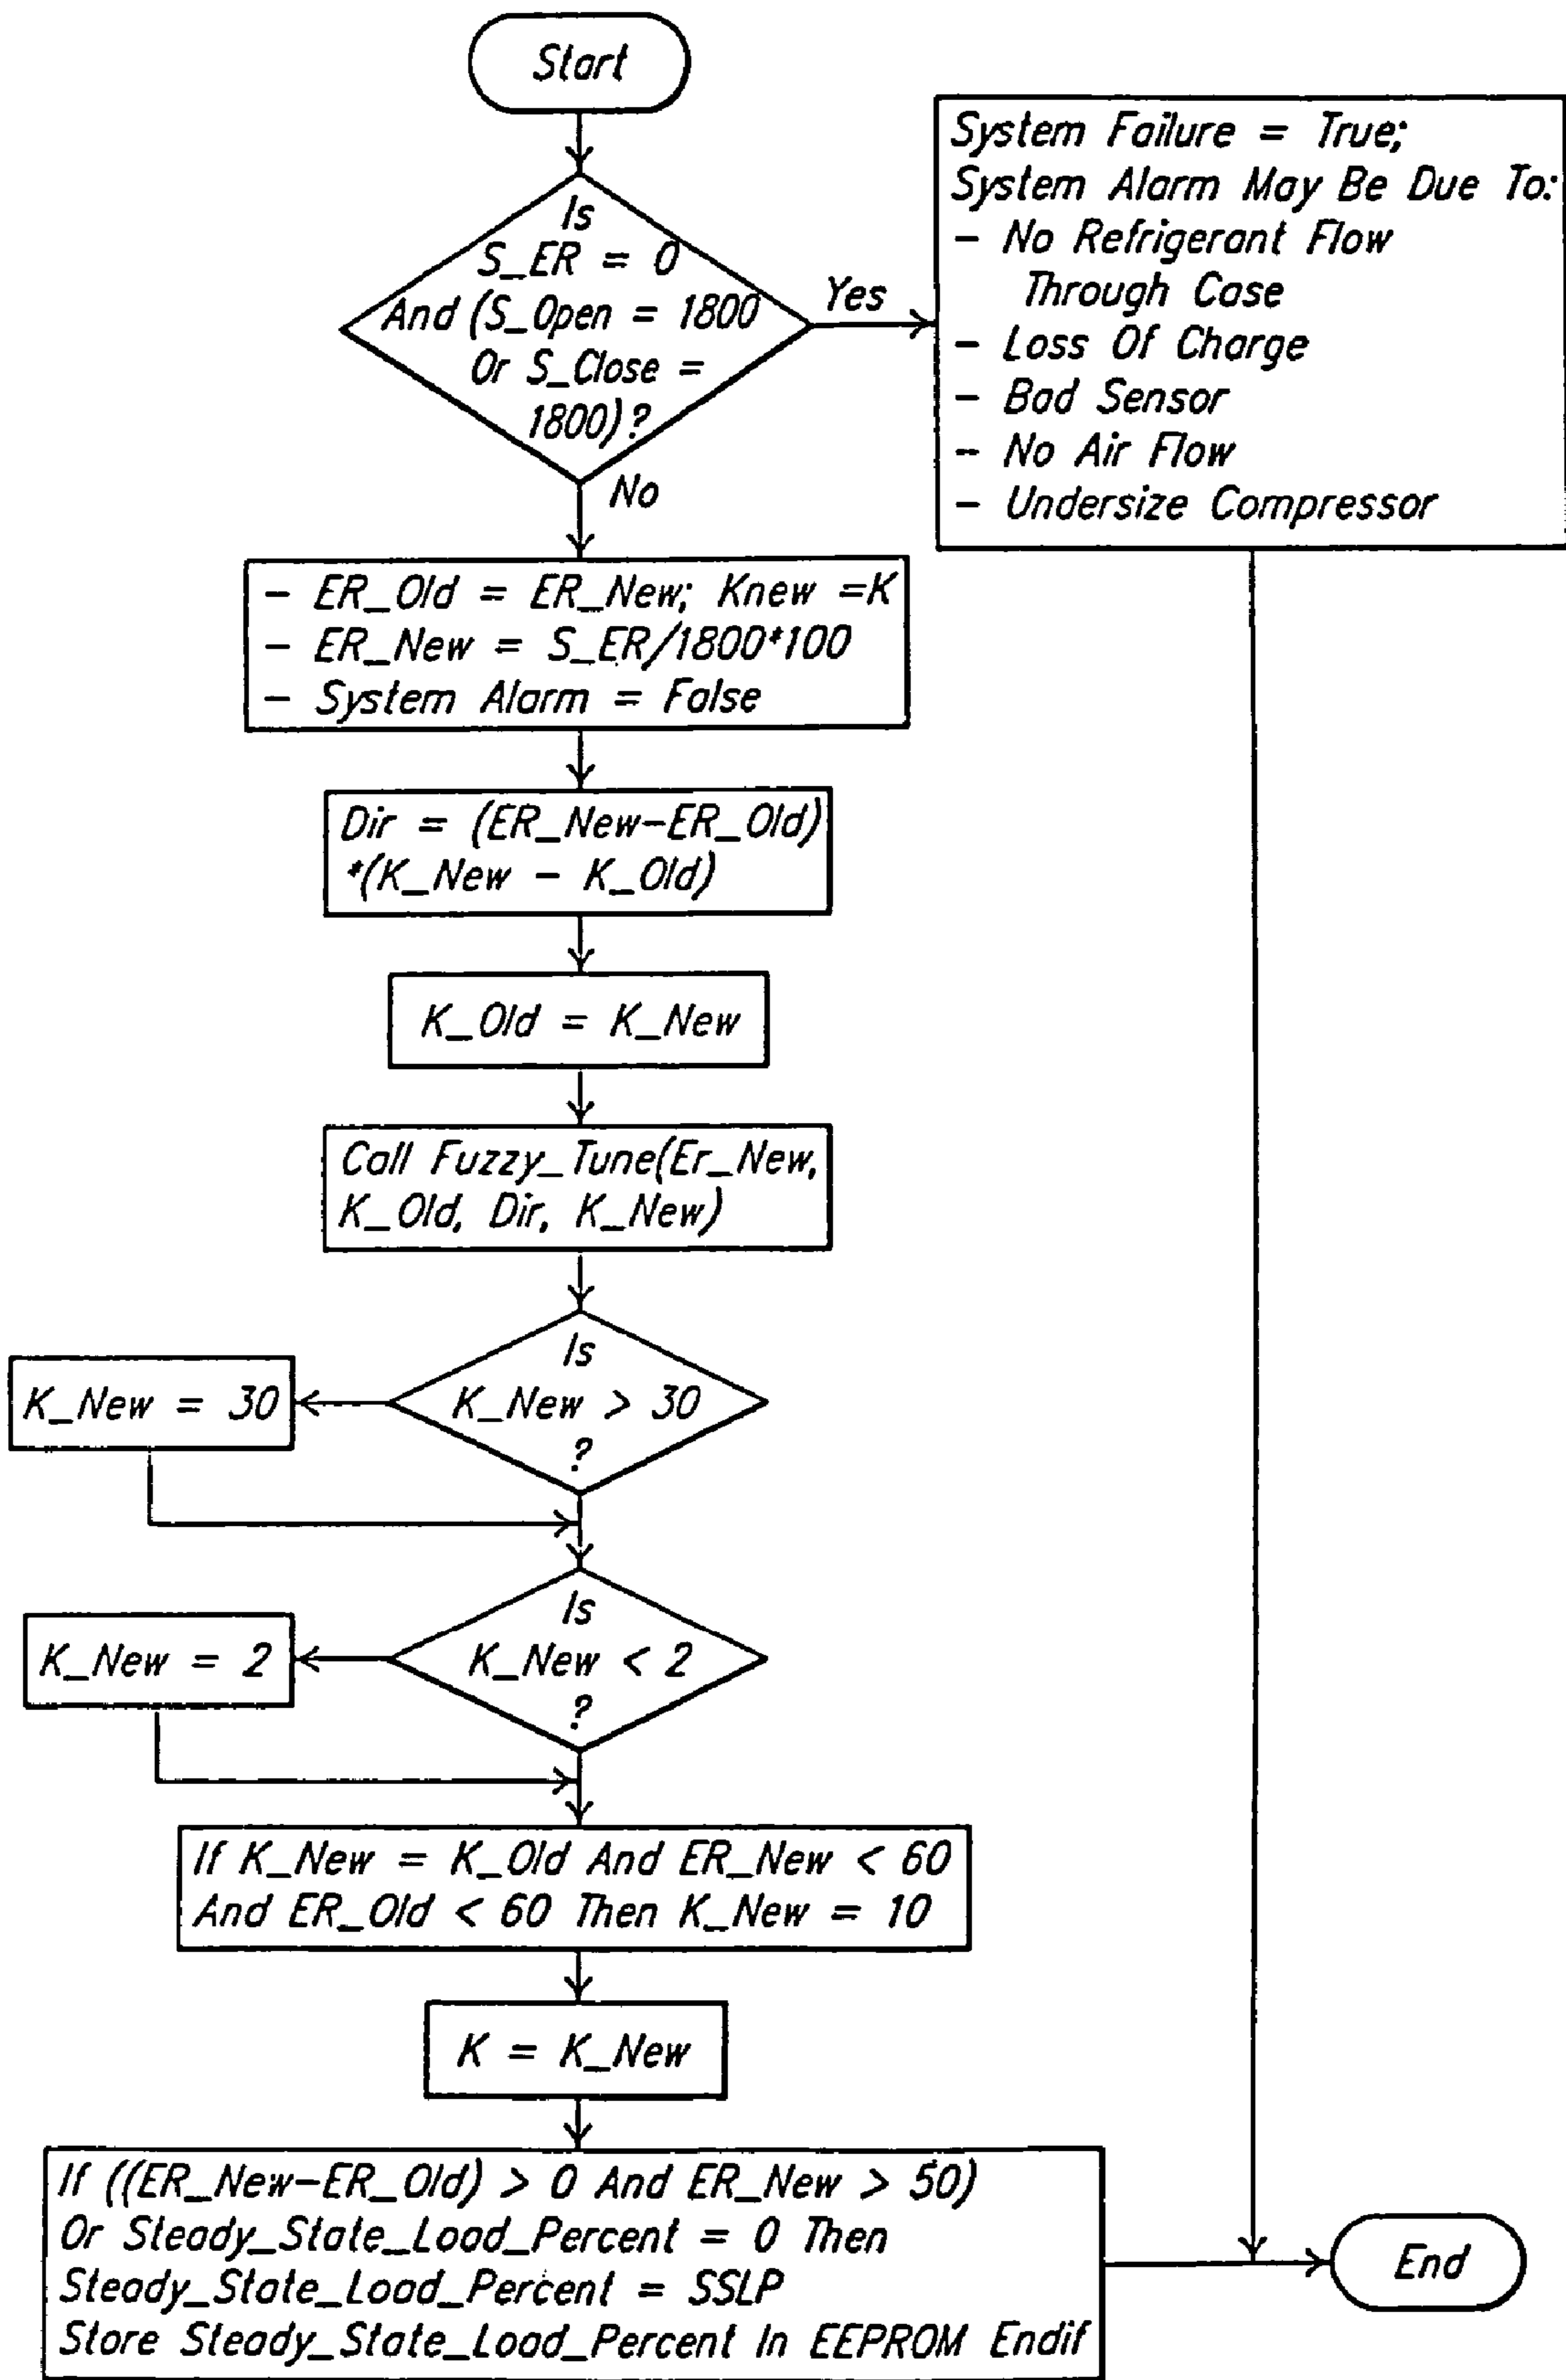 Start
Is
S_ER = 0
And (S_Open = 1800
Or S_Close =
1800)?
Yes
No
System Failure = True;
System Alarm May Be Due To:
- No Refrigerant Flow
Through Case
- Loss Of Charge
- Bad Sensor
- No Air Flow
- Undersize Compressor
- ER_Old = ER_New; Knew =K
- ER_New = S_ER/1800*100
- System Alarm = False
Dir = (ER_New-ER_Old)
*(K_New - K_Old)
K_Old = K_New
Call Fuzzy_Tune(Er_New,
K_Old, Dir, K_New)
Is
K_New > 30
?
K_New = 30
Is
K_New < 2
?
K_New = 2
If K_New = K_Old And ER_New < 60
And ER_Old < 60 Then K_New = 10
K = K_New
If ((ER_New-ER_Old) > 0 And ER_New > 50)
Or Steady_State_Load_Percent = 0 Then
Steady_State_Load_Percent = SSLP
Store Steady_State_Load_Percent In EEPROM Endif
End